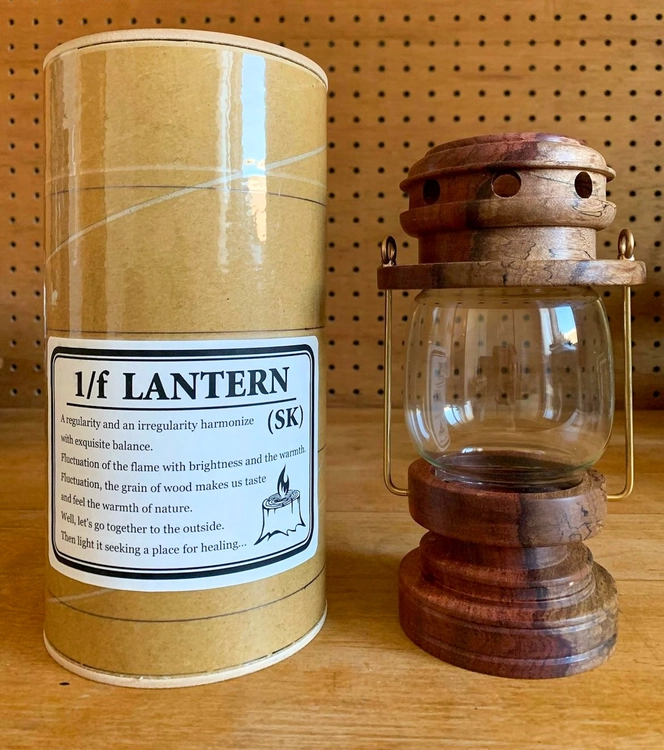 1/f LANTERN
(SK)
A regularity and an irregularity harmonize
with exquisite balance.
Fluctuation of the flame with brightness and the warmth.
Fluctuation, the grain of wood makes us taste
and feel the warmth of nature.
Well, let's go together to the outside.
Then light it seeking a place for healing...